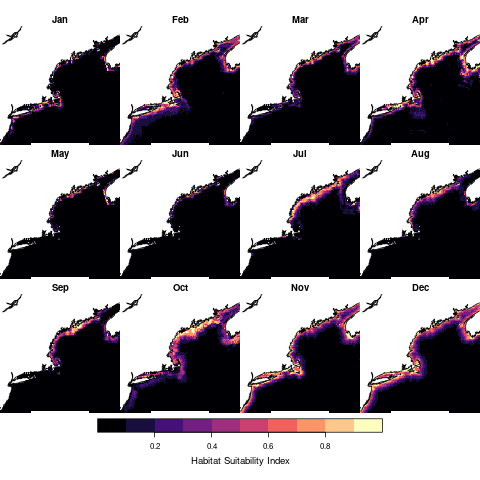 Jan Feb Mar Apr
May Jun Jul Aug
Sep Oct Nov Dec
0.2 0.4 0.6 0.8
Habitat Suitability Index